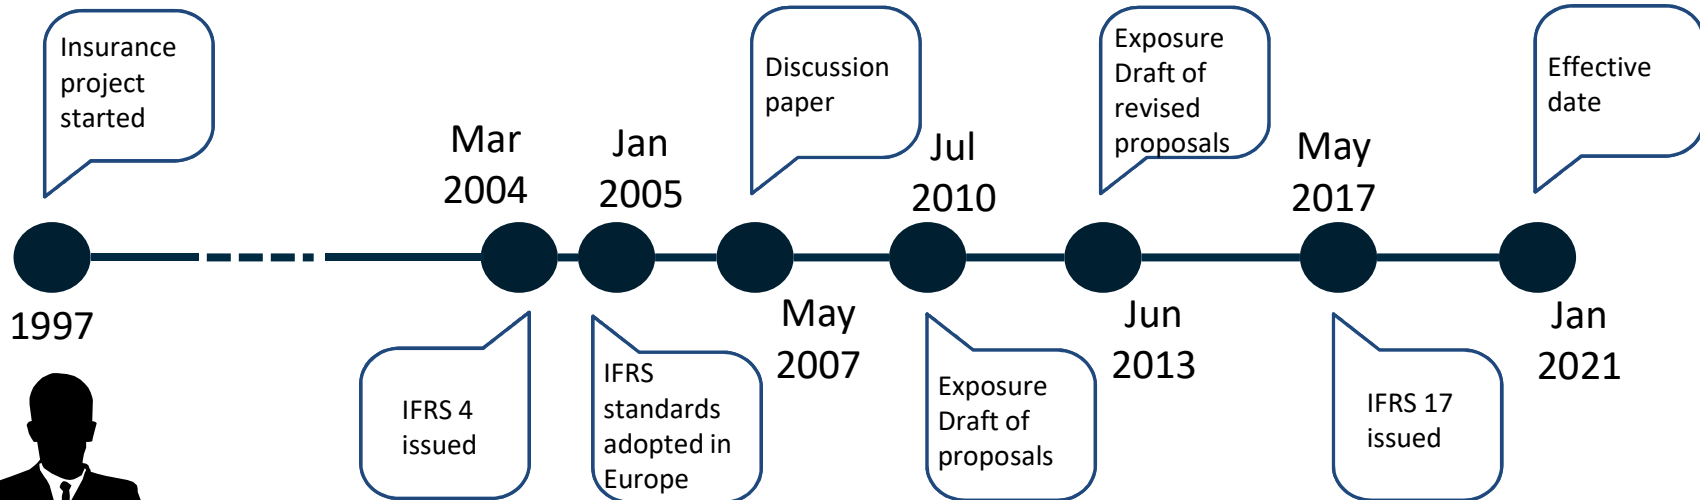 Insurance
project
started
1997
Mar
2004
IFRS 4
issued
Jan
2005
IFRS
standards
adopted in
Europe
Discussion
paper
May
2007
Jul
2010
Exposure
Draft of
proposals
Exposure
Draft of
revised
proposals
Jun
2013
May
2017
IFRS 17
issued
Effective
date
Jan
2021